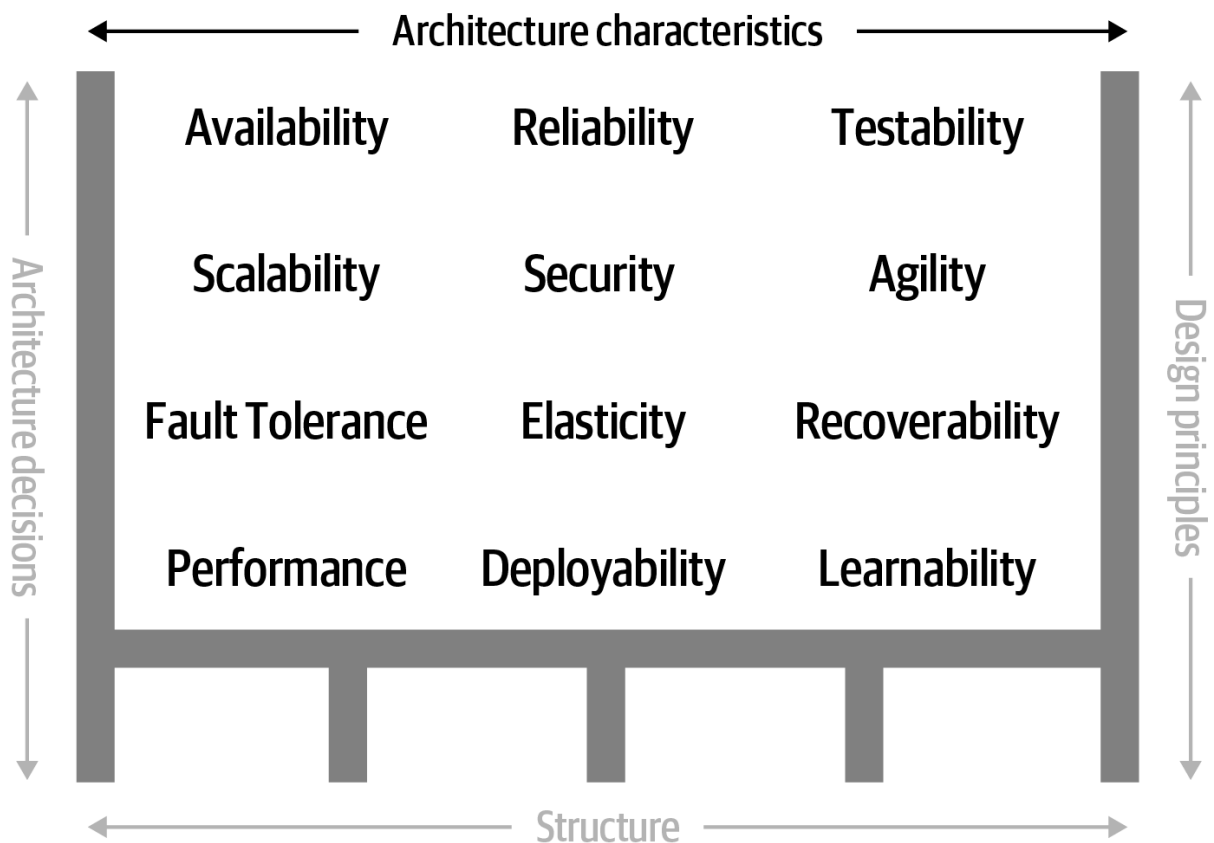 Architecture characteristics
Availability Reliability Testability
Scalability Security Agility
Fault Tolerance Elasticity Recoverability
Performance Deployability Learnability
Architecture decisions
Design principles
Structure